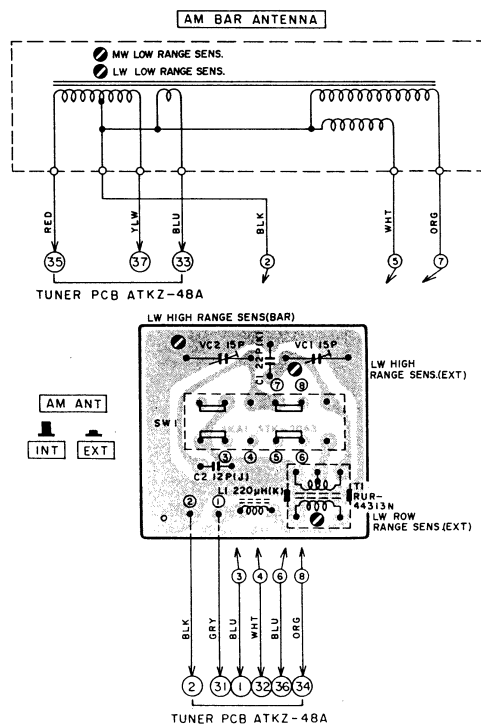 AM BAR ANTENNA
MW LOW RANGE SENS.
LW LOW RANGE SENS.
RED
YLW
BLU
BLK
WHT
ORG
35
37
33
2
5
7
TUNER PCB ATKZ-48A
LW HIGH RANGE SENS(BAR)
VC2 15P
C1 22P(K)
VC1 15P
LW HIGH
RANGE SENS.(EXT)
7
8
AM ANT
INT
EXT
SW1
3
4
5
6
C2 12P(J)
L1 220μH(K)
T1
RUR-
44313N
LW ROW
RANGE SENS.(EXT)
2
1
3
4
6
8
BLK
GRY
BLU
WHT
BLU
ORG
2
31
1
32
36
34
TUNER PCB ATKZ-48A